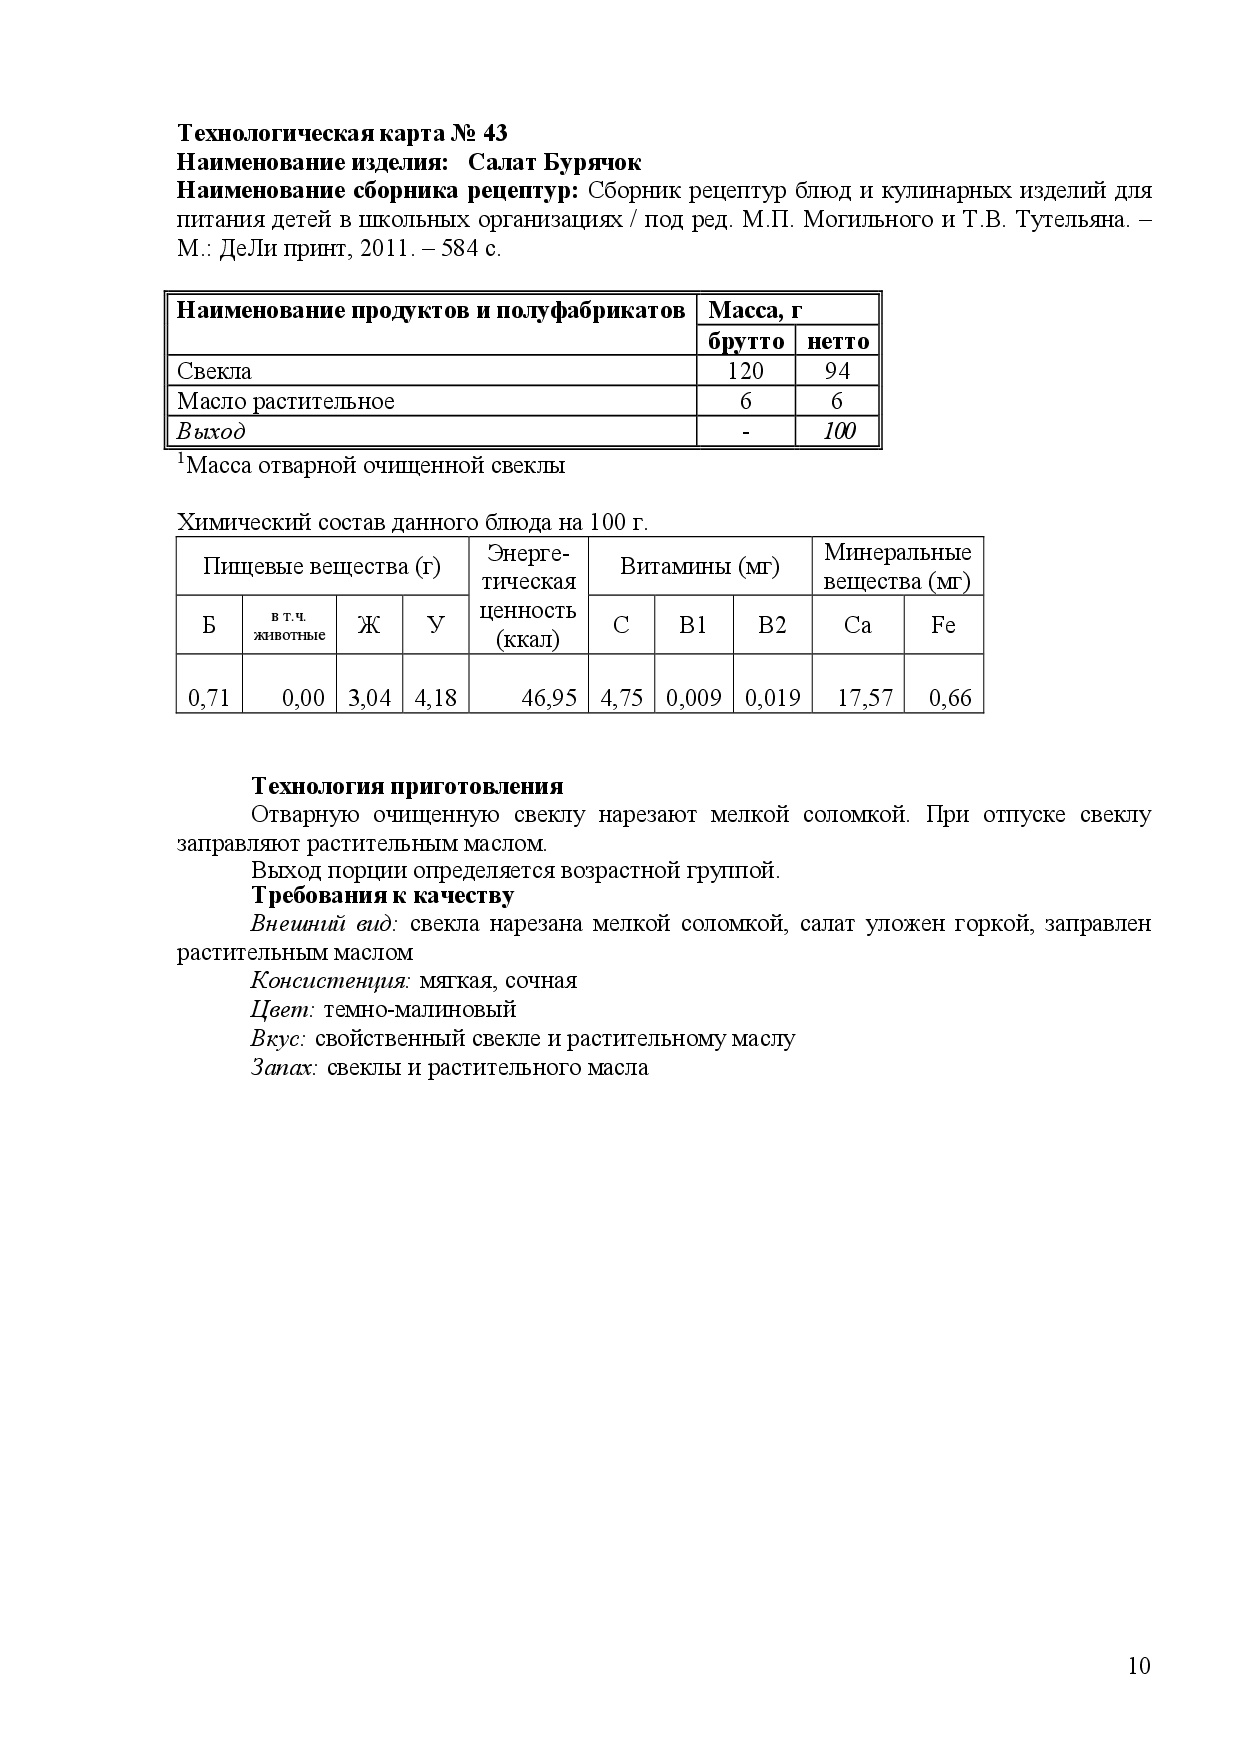 Технологическая карта № 43
Наименование изделия: Салат Бурячок
Наименование сборника рецептур: Сборник рецептур блюд и кулинарных изделий для
питания детей в школьных организациях / под ред. М.П. Могильного и Т.В. Тутельяна. –
М.: ДеЛи принт, 2011. – 584 с.
Наименование продуктов и полуфабрикатов Масса, г
брутто нетто
Свекла 120 94
Масло растительное 6 6
Выход - 100
¹Масса отварной очищенной свеклы
Химический состав данного блюда на 100 г.
Пищевые вещества (г) Энерге-
тическая
ценность
(ккал) Витамины (мг) Минеральные
вещества (мг)
Б в т.ч.
животные Ж У С В1 В2 Са Fe
0,71 0,00 3,04 4,18 46,95 4,75 0,009 0,019 17,57 0,66
Технология приготовления
Отварную очищенную свеклу нарезают мелкой соломкой. При отпуске свеклу
заправляют растительным маслом.
Выход порции определяется возрастной группой.
Требования к качеству
Внешний вид: свекла нарезана мелкой соломкой, салат уложен горкой, заправлен
растительным маслом
Консистенция: мягкая, сочная
Цвет: темно-малиновый
Вкус: свойственный свекле и растительному маслу
Запах: свеклы и растительного масла
10